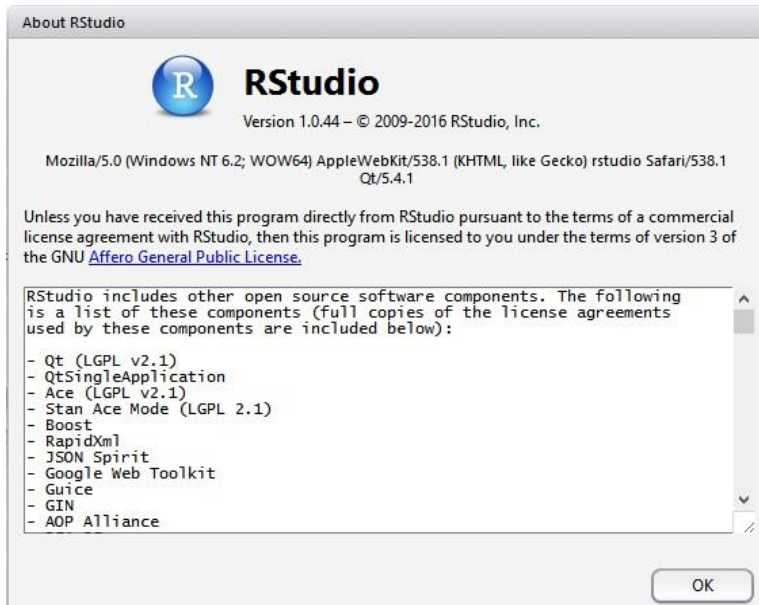 About RStudio
R
RStudio
Version 1.0.44 – © 2009-2016 RStudio, Inc.
Mozilla/5.0 (Windows NT 6.2; WOW64) AppleWebKit/538.1 (KHTML, like Gecko) rstudio Safari/538.1
Qt/5.4.1
Unless you have received this program directly from RStudio pursuant to the terms of a commercial
license agreement with RStudio, then this program is licensed to you under the terms of version 3 of
the GNU Affero General Public License.
RStudio includes other open source software components. The following
is a list of these components (full copies of the license agreements
used by these components are included below):
- Qt (LGPL v2.1)
- QtSingleApplication
- Ace (LGPL v2.1)
- Stan Ace Mode (LGPL 2.1)
- Boost
- RapidXml
- JSON Spirit
- Google Web Toolkit
- Guice
- GIN
- AOP Alliance
OK